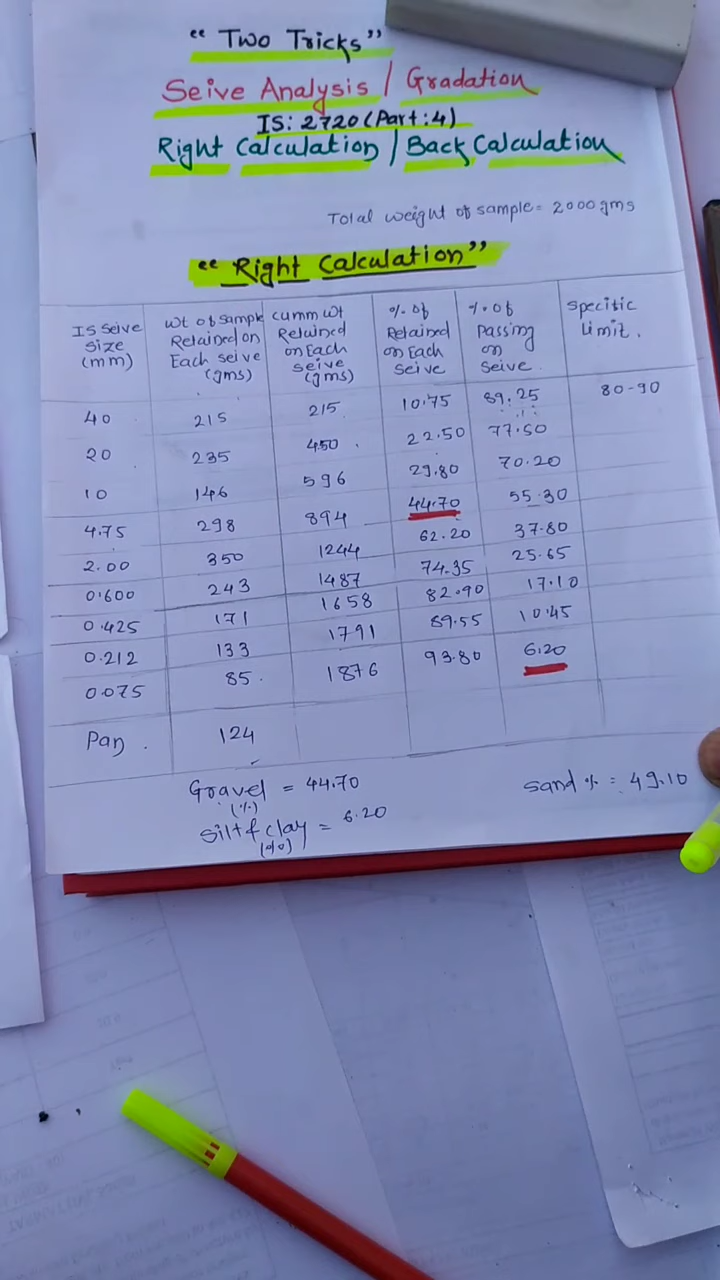 “Two Tricks”
Seive Analysis / Gradation
IS: 2720 (Part: 4)
Right Calculation / Back Calculation
Total weight of sample = 2000 gms
“Right Calculation”
IS Seive Size (mm) | Wt of sample Retained on Each seive (gms) | cumm wt Retained on Each seive (gms) | % of Retained on Each seive | % of Passing on seive | Specific limit.
40 | 215 | 215 | 10.75 | 89.25 | 80-90
20 | 235 | 450 | 22.50 | 77.50
10 | 146 | 596 | 29.80 | 70.20
4.75 | 298 | 894 | 44.70 | 55.30
2.00 | 350 | 1244 | 62.20 | 37.80
0.600 | 243 | 1487 | 74.35 | 25.65
0.425 | 171 | 1658 | 82.90 | 17.10
0.212 | 133 | 1791 | 89.55 | 10.45
0.075 | 85 | 1876 | 93.80 | 6.20
Pan. | 124
Gravel (%) = 44.70
Sand % = 49.10
Silt & clay (%) = 6.20